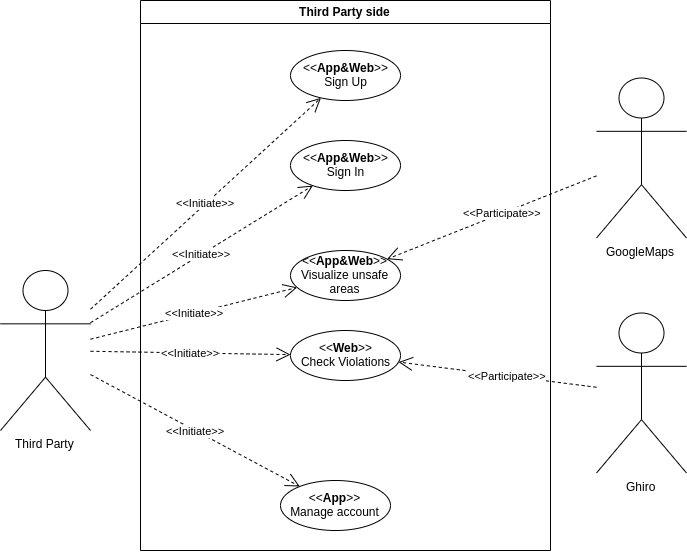 Third Party side
<<App&Web>>
Sign Up
<<App&Web>>
Sign In
<<Initiate>>
<<Participate>>
<<Initiate>>
GoogleMaps
<<App&Web>>
Visualize unsafe
areas
<<Initiate>>
<<Web>>
Check Violations
<<Initiate>>
<<Participate>>
<<Initiate>>
Third Party
Ghiro
<<App>>
Manage account